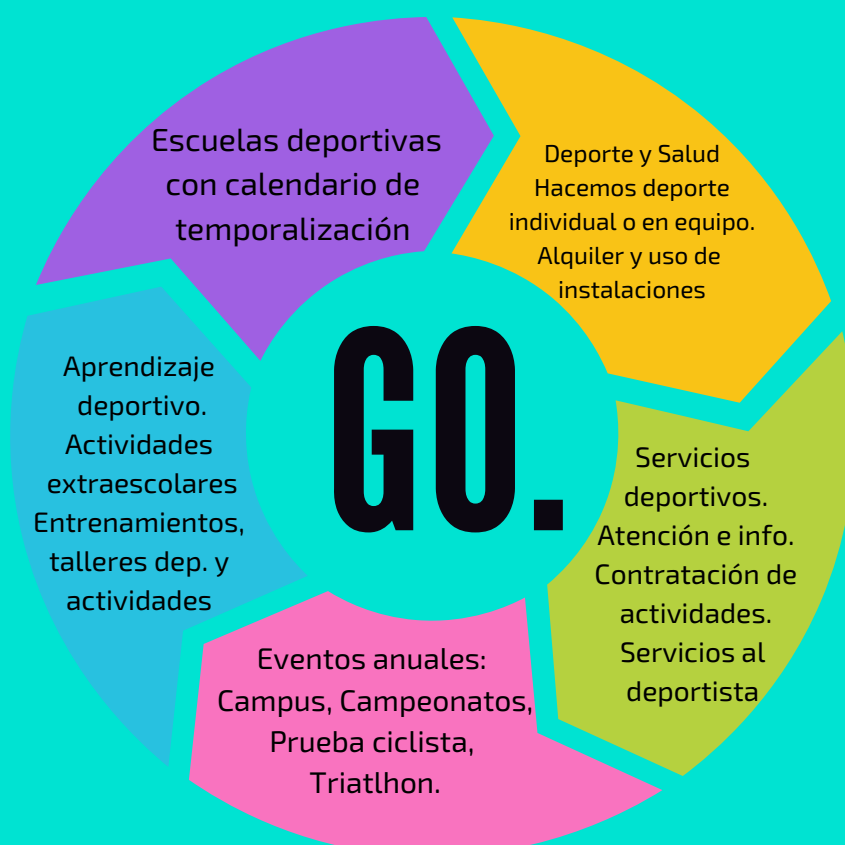 Escuelas deportivas
con calendario de
temporalización
Deporte y Salud
Hacemos deporte
individual o en equipo.
Alquiler y uso de
instalaciones
Servicios
deportivos.
Atención e info.
Contratación de
actividades.
Servicios al
deportista
Eventos anuales:
Campus, Campeonatos,
Prueba ciclista,
Triatlhon.
Aprendizaje
deportivo.
Actividades
extraescolares
Entrenamientos,
talleres dep. y
actividades
GO.